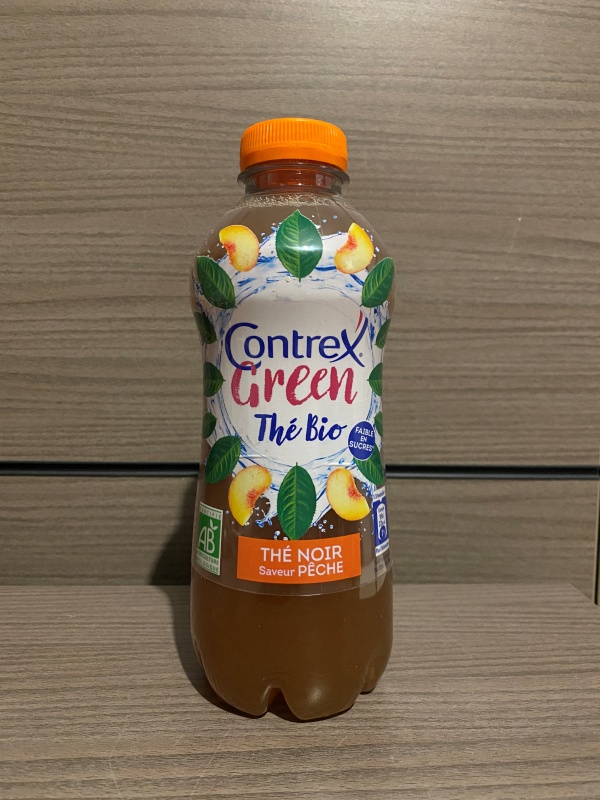 Contrex
Green
Thé Bio
FAIBLE
EN
SUCRES
AB
THÉ NOIR
Saveur PÊCHE